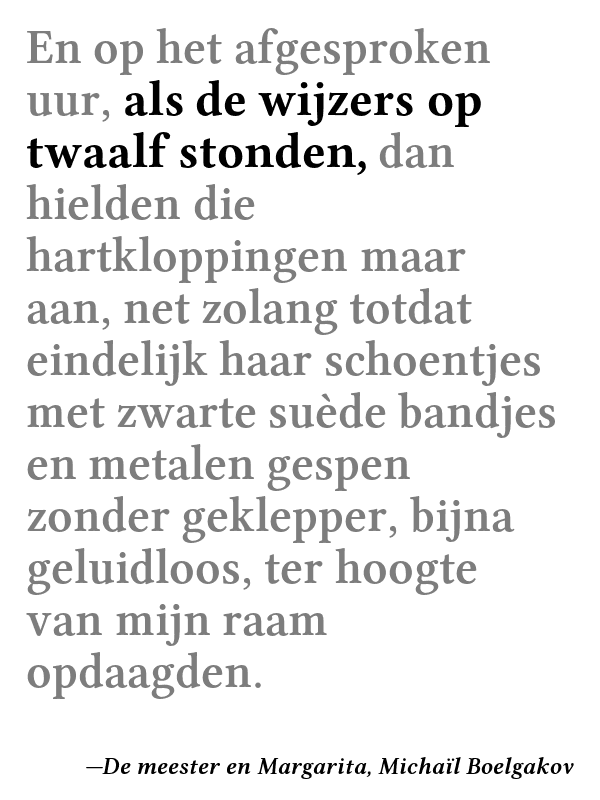 En op het afgesproken
uur, als de wijzers op
twaalf stonden, dan
hielden die
hartkloppingen maar
aan, net zolang totdat
eindelijk haar schoentjes
met zwarte suède bandjes
en metalen gespen
zonder geklepper, bijna
geluidloos, ter hoogte
van mijn raam
opdaagden.
—De meester en Margarita, Michaïl Boelgakov